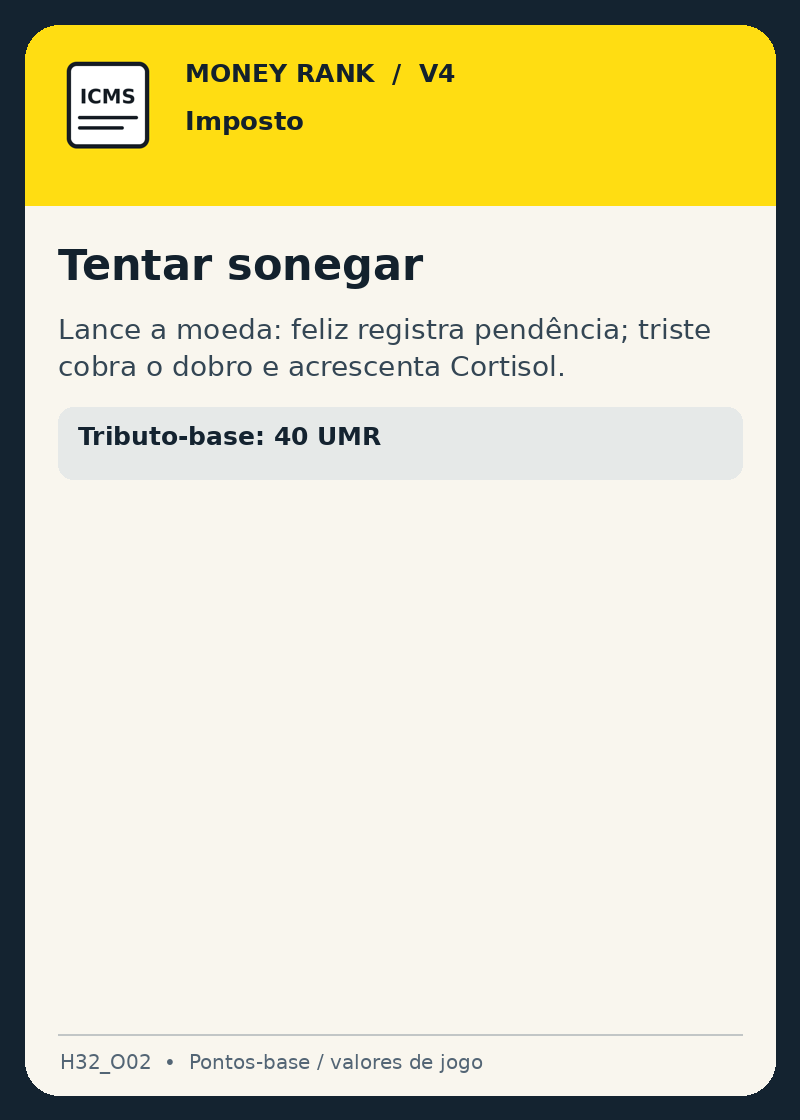 ICMS
MONEY RANK / V4
Imposto
Tentar sonegar
Lance a moeda: feliz registra pendência; triste
cobra o dobro e acrescenta Cortisol.
Tributo-base: 40 UMR
H32_O02 • Pontos-base / valores de jogo